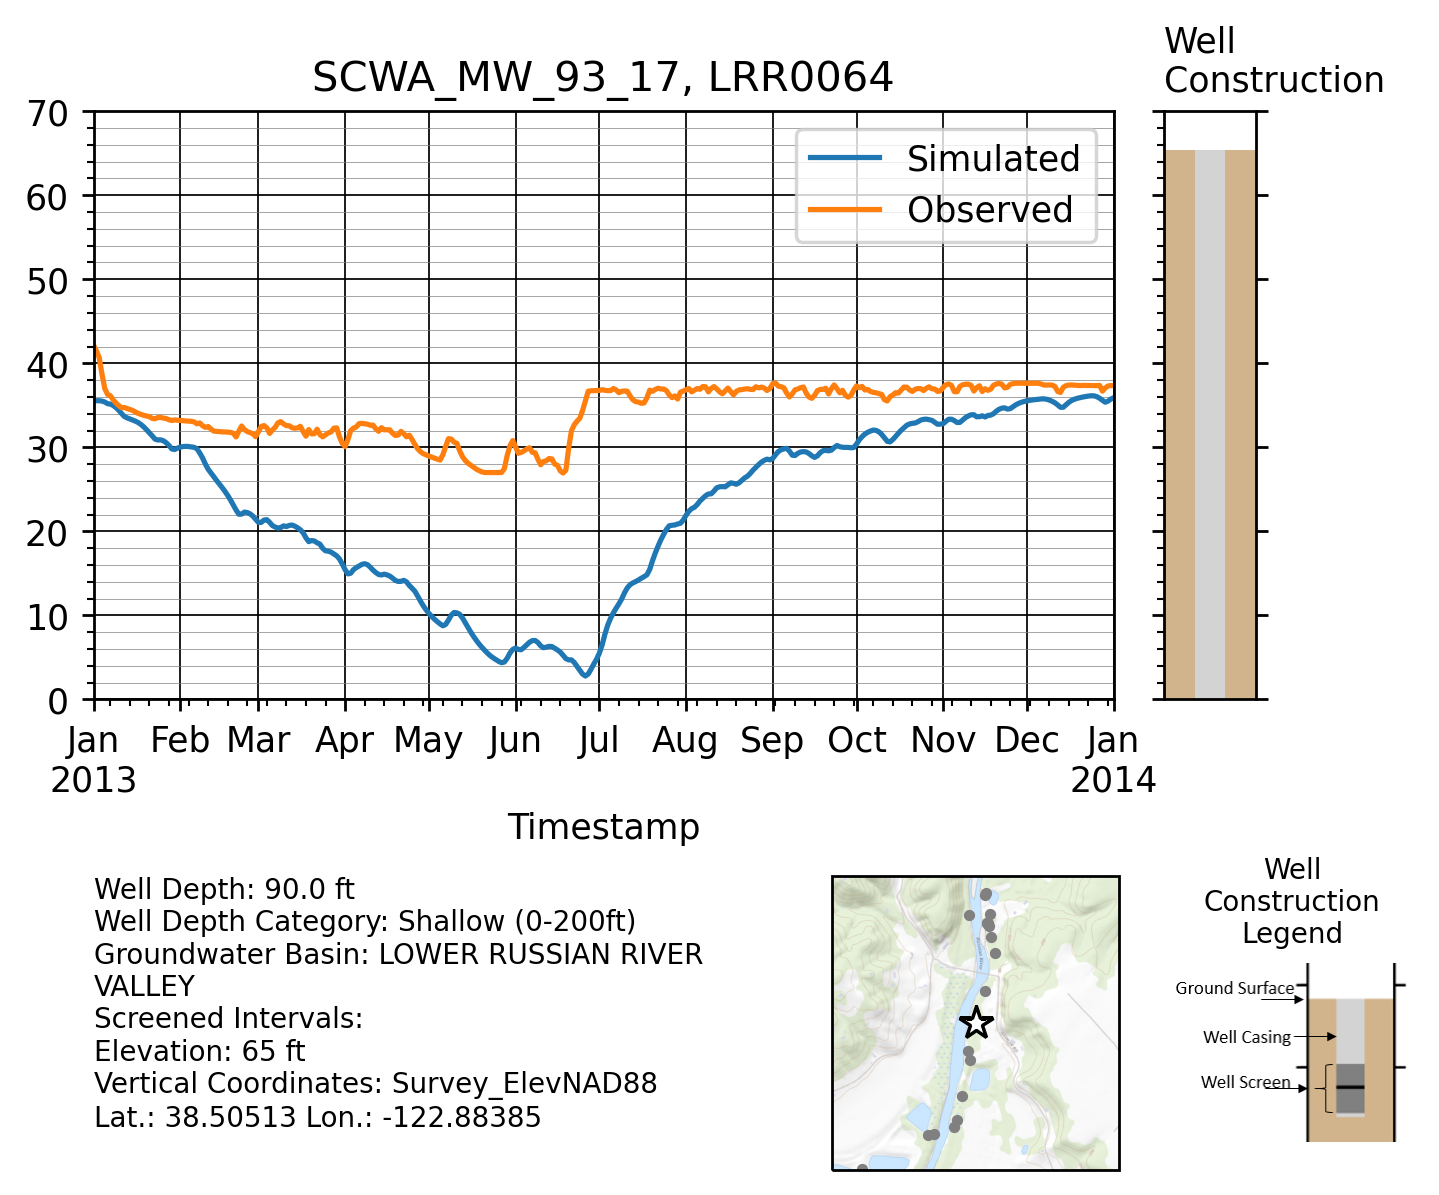 Well
Construction
SCWA_MW_93_17, LRR0064
70
60
50
40
30
20
10
0
Simulated
Observed
Jan Feb Mar Apr May Jun Jul Aug Sep Oct Nov Dec Jan
2013 2014
Timestamp
Well Depth: 90.0 ft
Well Depth Category: Shallow (0-200ft)
Groundwater Basin: LOWER RUSSIAN RIVER
VALLEY
Screened Intervals:
Elevation: 65 ft
Vertical Coordinates: Survey_ElevNAD88
Lat.: 38.50513 Lon.: -122.88385
Well
Construction
Legend
Ground Surface
Well Casing
Well Screen